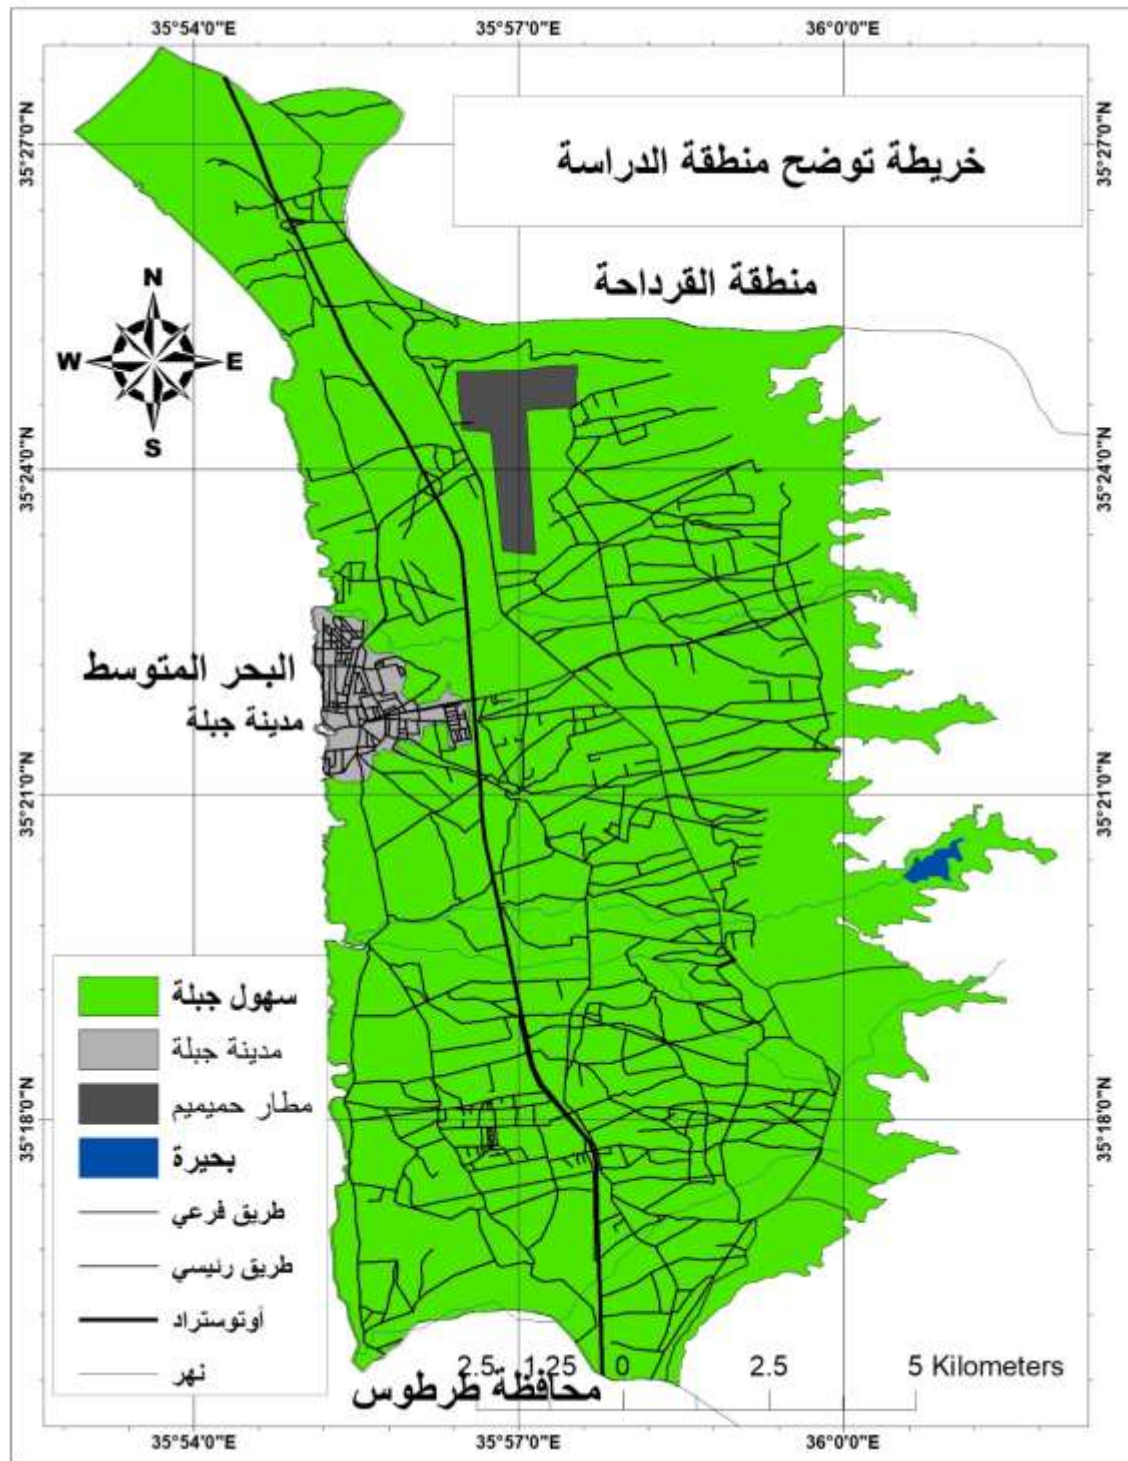 35°54'0"E 35°57'0"E 36°0'0"E
35°27'0"N 35°27'0"N
خريطة توضح منطقة الدراسة
منطقة القرداحة
N
W E
S
35°24'0"N 35°24'0"N
البحر المتوسط
مدينة جبلة
35°21'0"N 35°21'0"N
سهول جبلة
مدينة جبلة
مطار حميميم
بحيرة
35°18'0"N 35°18'0"N
طريق فرعي
طريق رئيسي
أوتوستراد
نهر
2.5 1.25 0 2.5 5 Kilometers
محافظة طرطوس
35°54'0"E 35°57'0"E 36°0'0"E